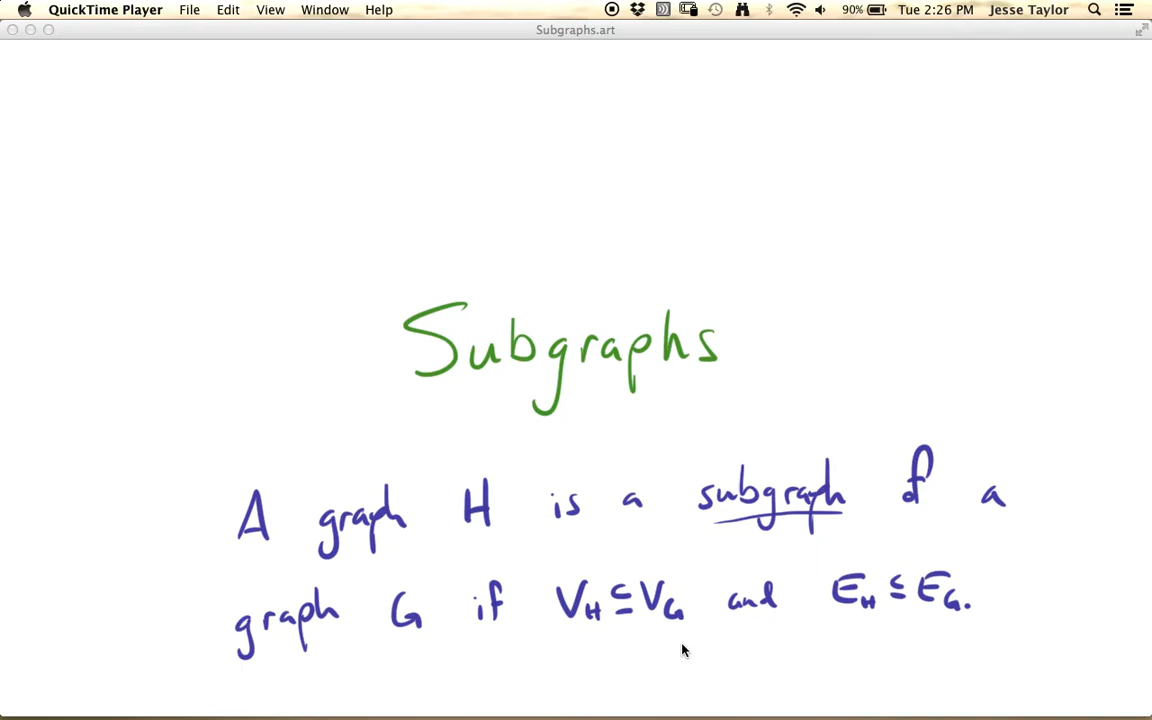 QuickTime Player File Edit View Window Help 90% Tue 2:26 PM Jesse Taylor
Subgraphs.art
Subgraphs
A graph H is a subgraph of a
graph G if V_H ⊆ V_G and E_H ⊆ E_G.